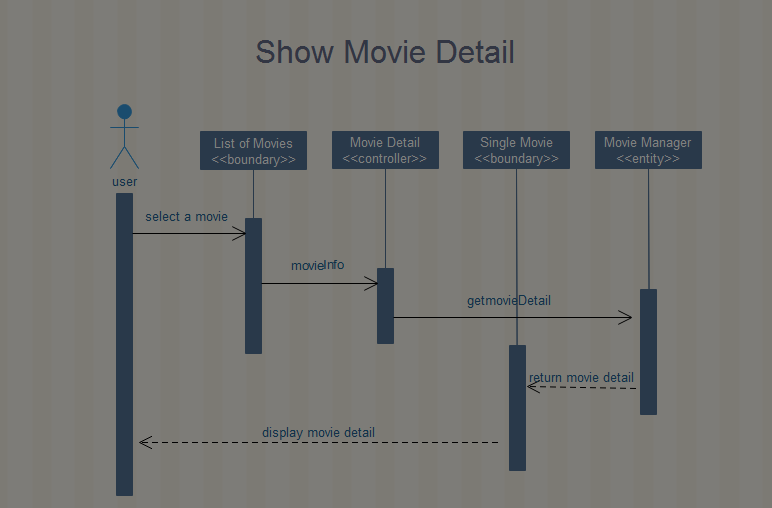 Show Movie Detail
List of Movies
<<boundary>>
Movie Detail
<<controller>>
Single Movie
<<boundary>>
Movie Manager
<<entity>>
user
select a movie
movieInfo
getmovieDetail
return movie detail
display movie detail